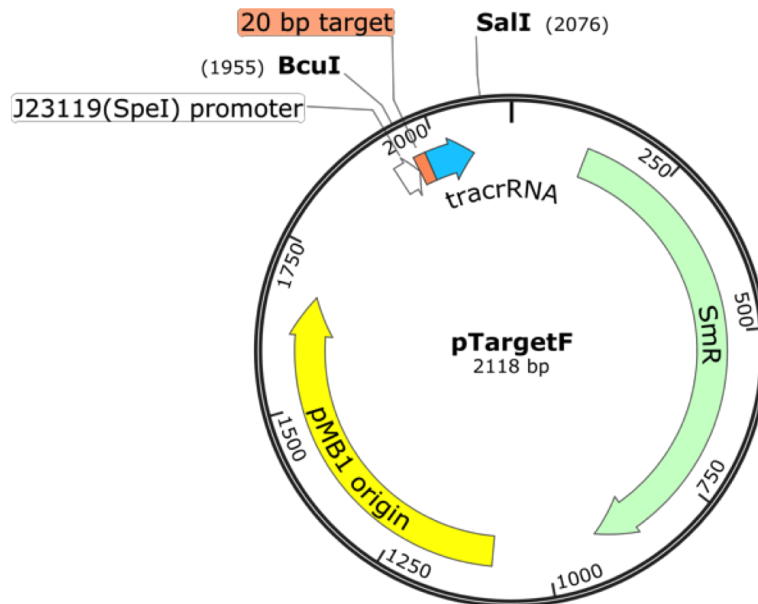 20 bp target
SalI (2076)
(1955) BcuI
J23119(SpeI) promoter
2000
tracrRNA
250
1750
500
SmR
pTargetF
2118 bp
pMB1 origin
1500
750
1250
1000